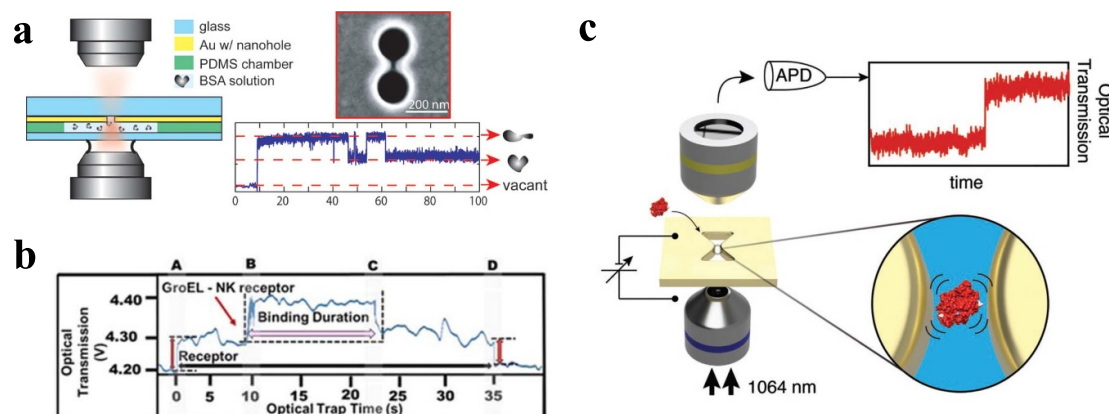 a
glass
Au w/ nanohole
PDMS chamber
BSA solution
200 nm
vacant
0 20 40 60 80 100
b
A B C D
GroEL - NK receptor
Binding Duration
Receptor
Optical
Transmission
(V)
4.40
4.30
4.20
0 5 10 15 20 25 30 35
Optical Trap Time (s)
c
APD
Optical
Transmission
time
1064 nm